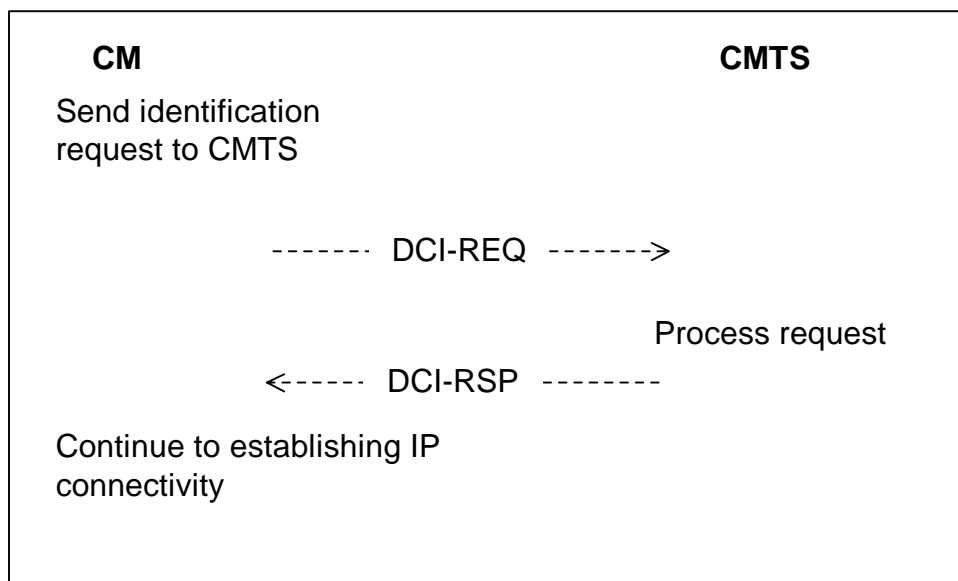 CM CMTS
Send identification
request to CMTS
DCI-REQ
Process request
DCI-RSP
Continue to establishing IP
connectivity